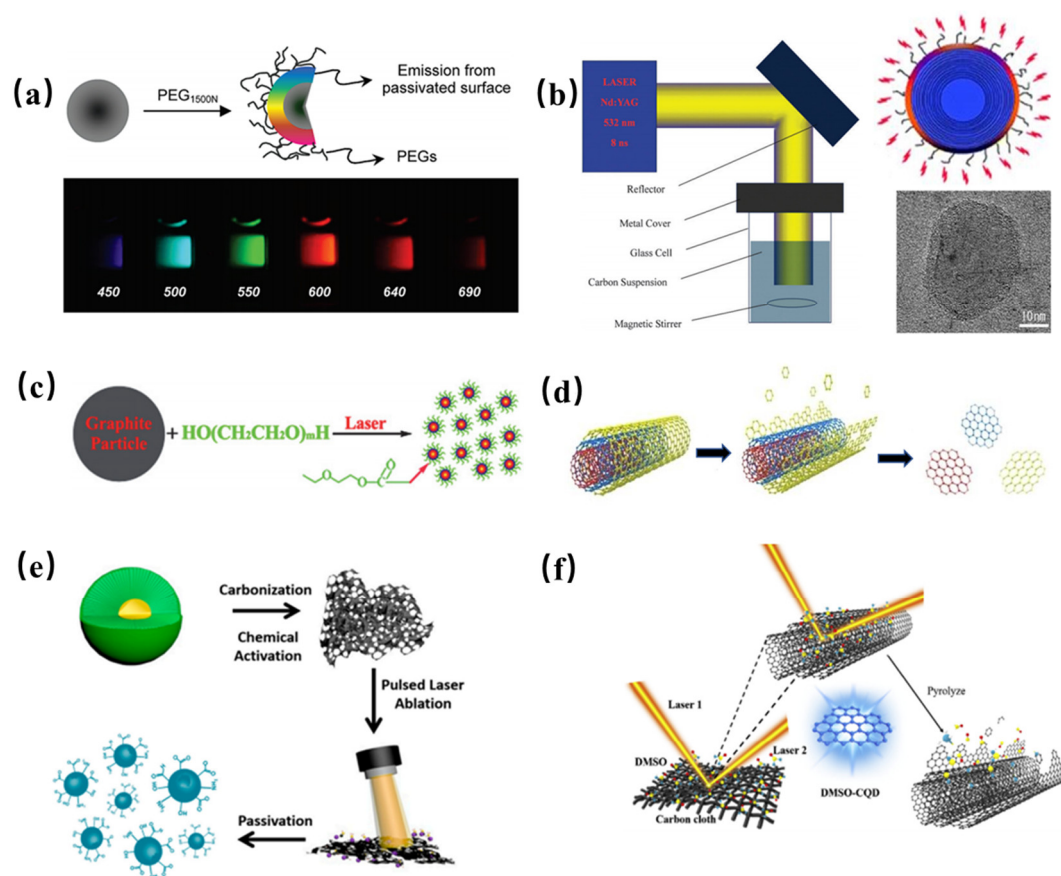 (a)
PEG1500N
Emission from
passivated surface
PEGs
450 500 550 600 640 690
(b)
LASER
Nd:YAG
532 nm
8 ns
Reflector
Metal Cover
Glass Cell
Carbon Suspension
Magnetic Stirrer
10nm
(c)
Graphite
Particle
+ HO(CH2CH2O)mH
Laser
O
O
C
(d)
(e)
Carbonization
Chemical
Activation
Pulsed Laser
Ablation
Passivation
(f)
Laser 1
Laser 2
DMSO
Carbon cloth
DMSO-CQD
Pyrolyze